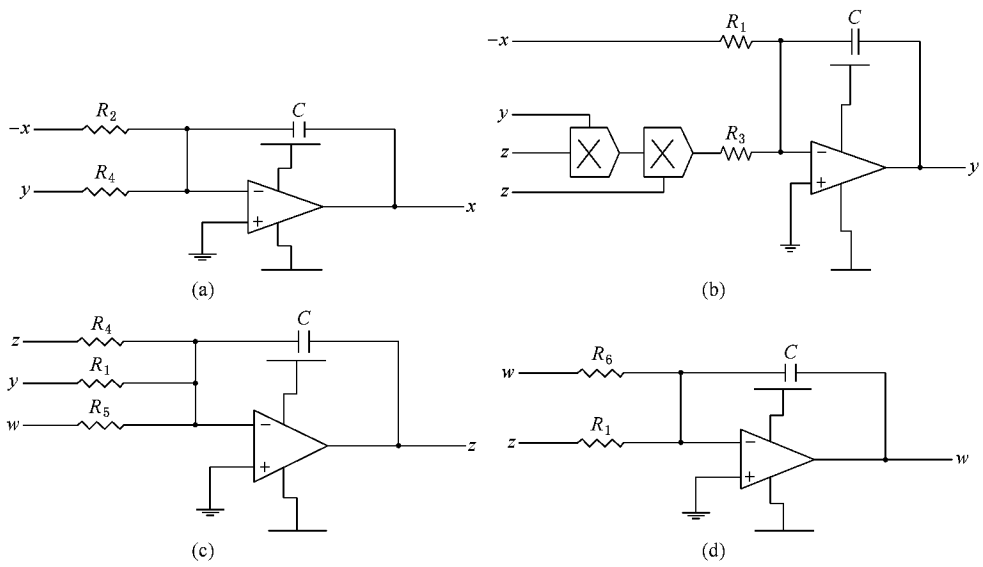 −x
R₂
C
y
R₄
−
+
x
(a)
−x
R₁
C
y
z
R₃
z
−
+
y
(b)
z
R₄
C
y
R₁
w
R₅
−
+
z
(c)
w
R₆
C
z
R₁
−
+
w
(d)